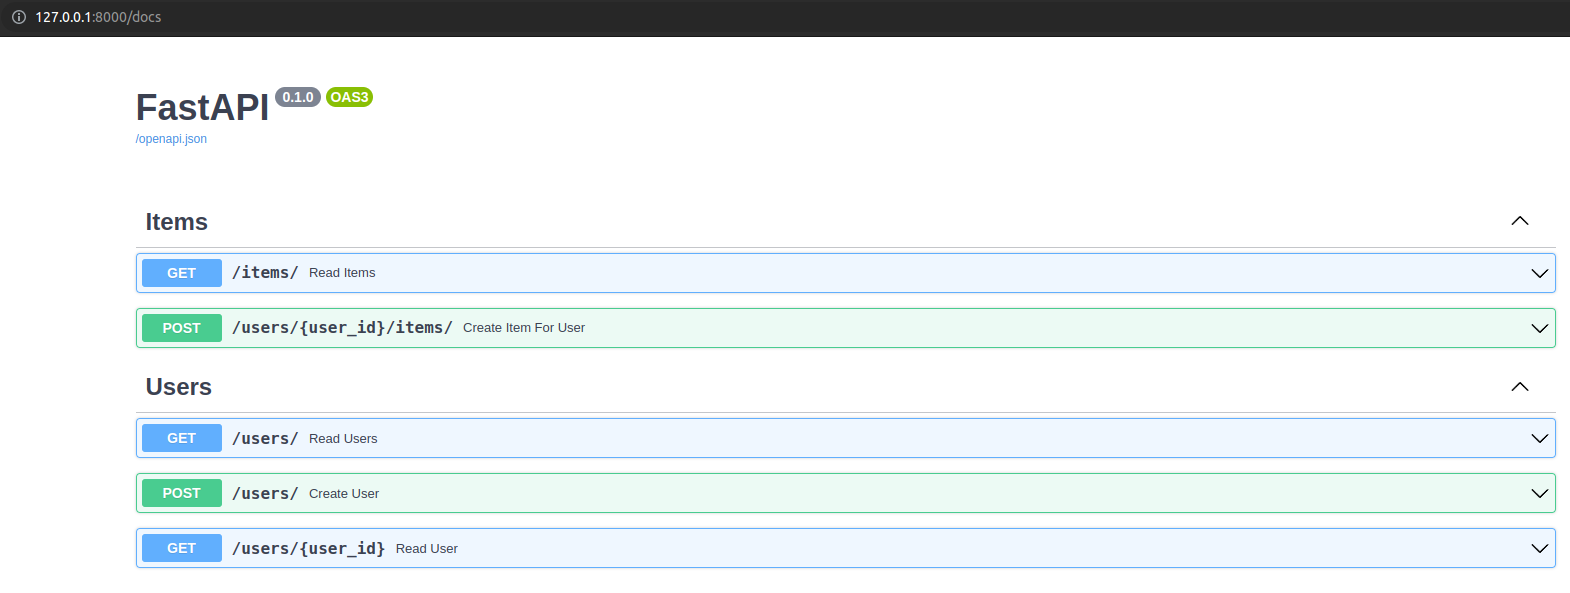 127.0.0.1:8000/docs
FastAPI 0.1.0 OAS3
/openapi.json
Items
GET /items/ Read Items
POST /users/{user_id}/items/ Create Item For User
Users
GET /users/ Read Users
POST /users/ Create User
GET /users/{user_id} Read User